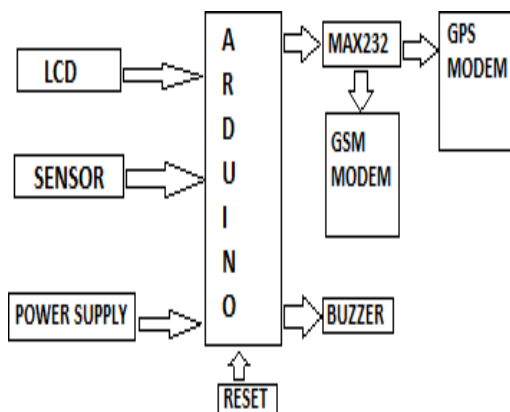 LCD
SENSOR
POWER SUPPLY
A
R
D
U
I
N
O
RESET
MAX232
GPS
MODEM
GSM
MODEM
BUZZER